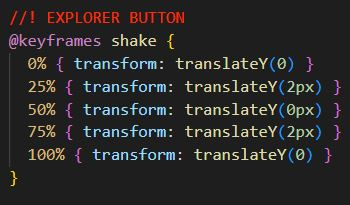 //! EXPLORER BUTTON
@keyframes shake {
  0% { transform: translateY(0) }
  25% { transform: translateY(2px) }
  50% { transform: translateY(0px) }
  75% { transform: translateY(2px) }
  100% { transform: translateY(0) }
}